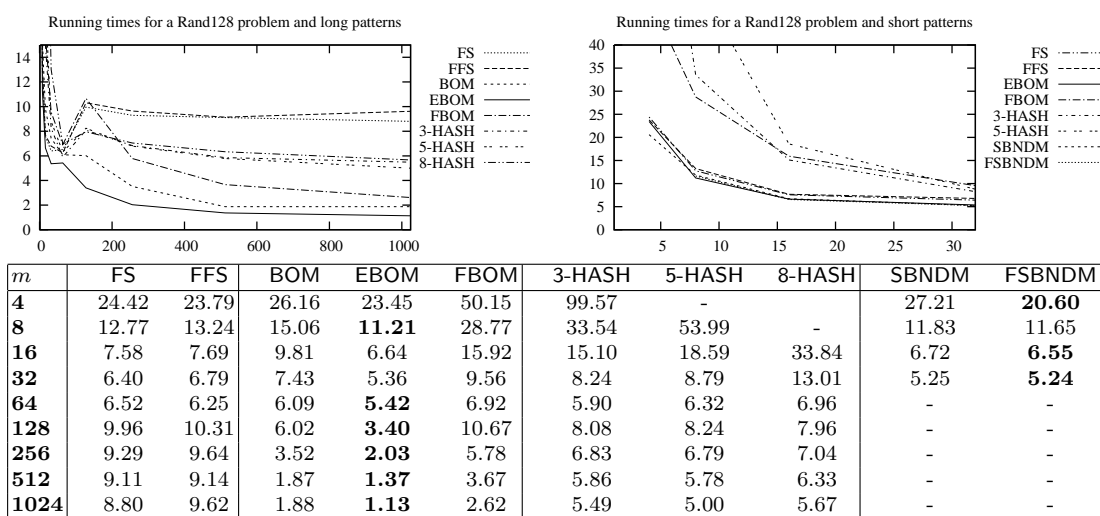 Running times for a Rand128 problem and long patterns
14
12
10
8
6
4
2
0
0 200 400 600 800 1000
FS
FFS
BOM
EBOM
FBOM
3-HASH
5-HASH
8-HASH
Running times for a Rand128 problem and short patterns
40
35
30
25
20
15
10
5
0
5 10 15 20 25 30
FS
FFS
EBOM
FBOM
3-HASH
5-HASH
SBNDM
FSBNDM
m FS FFS BOM EBOM FBOM 3-HASH 5-HASH 8-HASH SBNDM FSBNDM
4 24.42 23.79 26.16 23.45 50.15 99.57 - 27.21 20.60
8 12.77 13.24 15.06 11.21 28.77 33.54 53.99 - 11.83 11.65
16 7.58 7.69 9.81 6.64 15.92 15.10 18.59 33.84 6.72 6.55
32 6.40 6.79 7.43 5.36 9.56 8.24 8.79 13.01 5.25 5.24
64 6.52 6.25 6.09 5.42 6.92 5.90 6.32 6.96 - -
128 9.96 10.31 6.02 3.40 10.67 8.08 8.24 7.96 - -
256 9.29 9.64 3.52 2.03 5.78 6.83 6.79 7.04 - -
512 9.11 9.14 1.87 1.37 3.67 5.86 5.78 6.33 - -
1024 8.80 9.62 1.88 1.13 2.62 5.49 5.00 5.67 - -